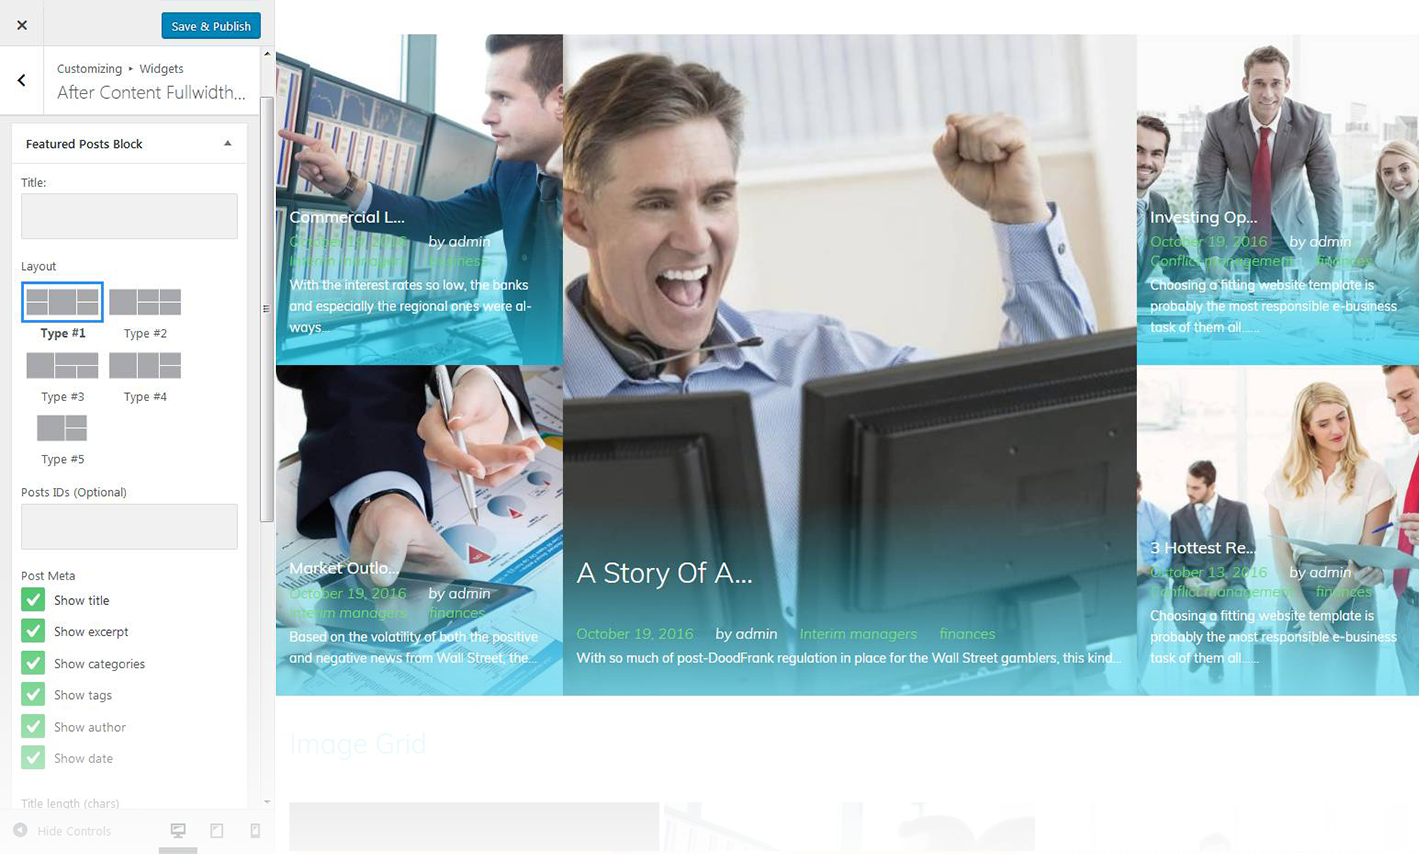 Save & Publish
Customizing ▸ Widgets
After Content Fullwidth...
Featured Posts Block
Title:
Layout
Type #1
Type #2
Type #3
Type #4
Type #5
Posts IDs (Optional)
Post Meta
Show title
Show excerpt
Show categories
Show tags
Show author
Show date
Title length (chars)
Hide Controls
Commercial L...
October 19, 2016 by admin
Interim managers business
With the interest rates so low, the banks
and especially the regional ones were al-
ways...
Market Outlo...
October 19, 2016 by admin
Interim managers finances
Based on the volatility of both the positive
and negative news from Wall Street, the...
A Story Of A...
October 19, 2016 by admin Interim managers finances
With so much of post-DoodFrank regulation in place for the Wall Street gamblers, this kind...
Investing Op...
October 19, 2016 by admin
Conflict management finances
Choosing a fitting website template is
probably the most responsible e-business
task of them all......
3 Hottest Re...
October 13, 2016 by admin
Conflict management finances
Choosing a fitting website template is
probably the most responsible e-business
task of them all......
Image Grid